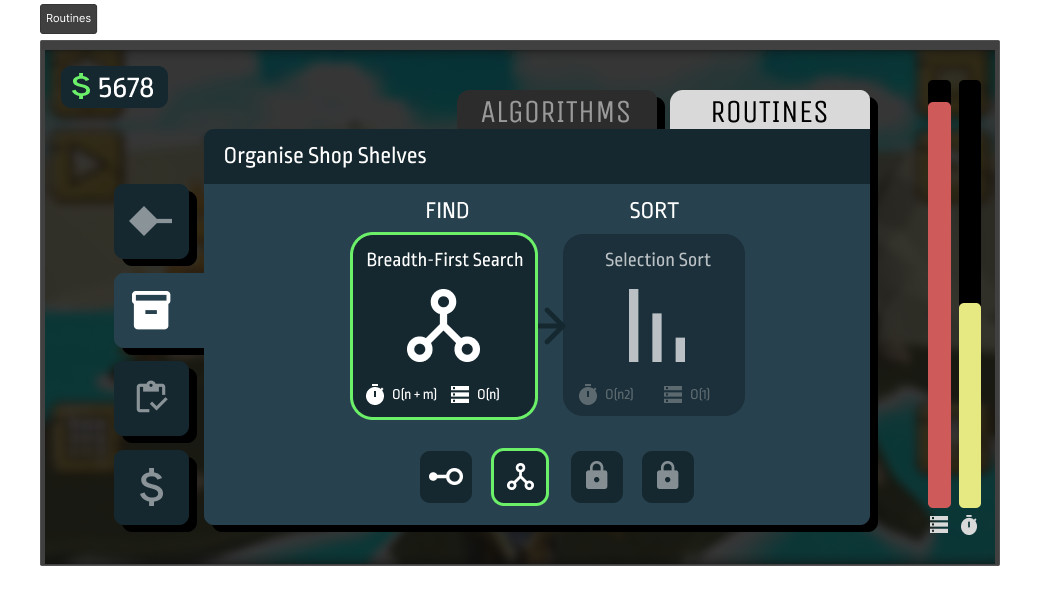 Routines
$ 5678
ALGORITHMS
ROUTINES
Organise Shop Shelves
FIND
SORT
Breadth-First Search
Selection Sort
O(n + m)
O(n)
O(n2)
O(1)
$